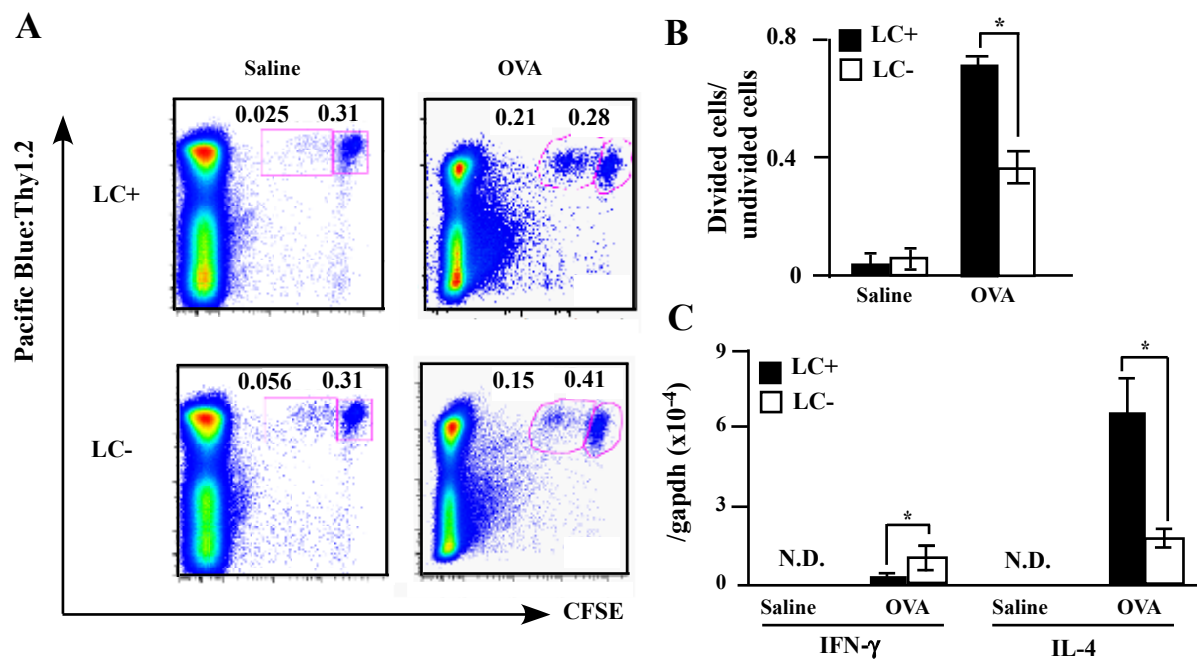 A
Saline
OVA
0.025 0.31
0.21 0.28
LC+
0.056 0.31
0.15 0.41
LC-
Pacific Blue:Thy1.2
CFSE
B
LC+
LC-
*
0.8
0.4
0
Divided cells/
undivided cells
Saline
OVA
C
LC+
LC-
*
*
9
6
3
0
/gapdh (x10⁻⁴)
N.D.
N.D.
Saline OVA Saline OVA
IFN-γ IL-4